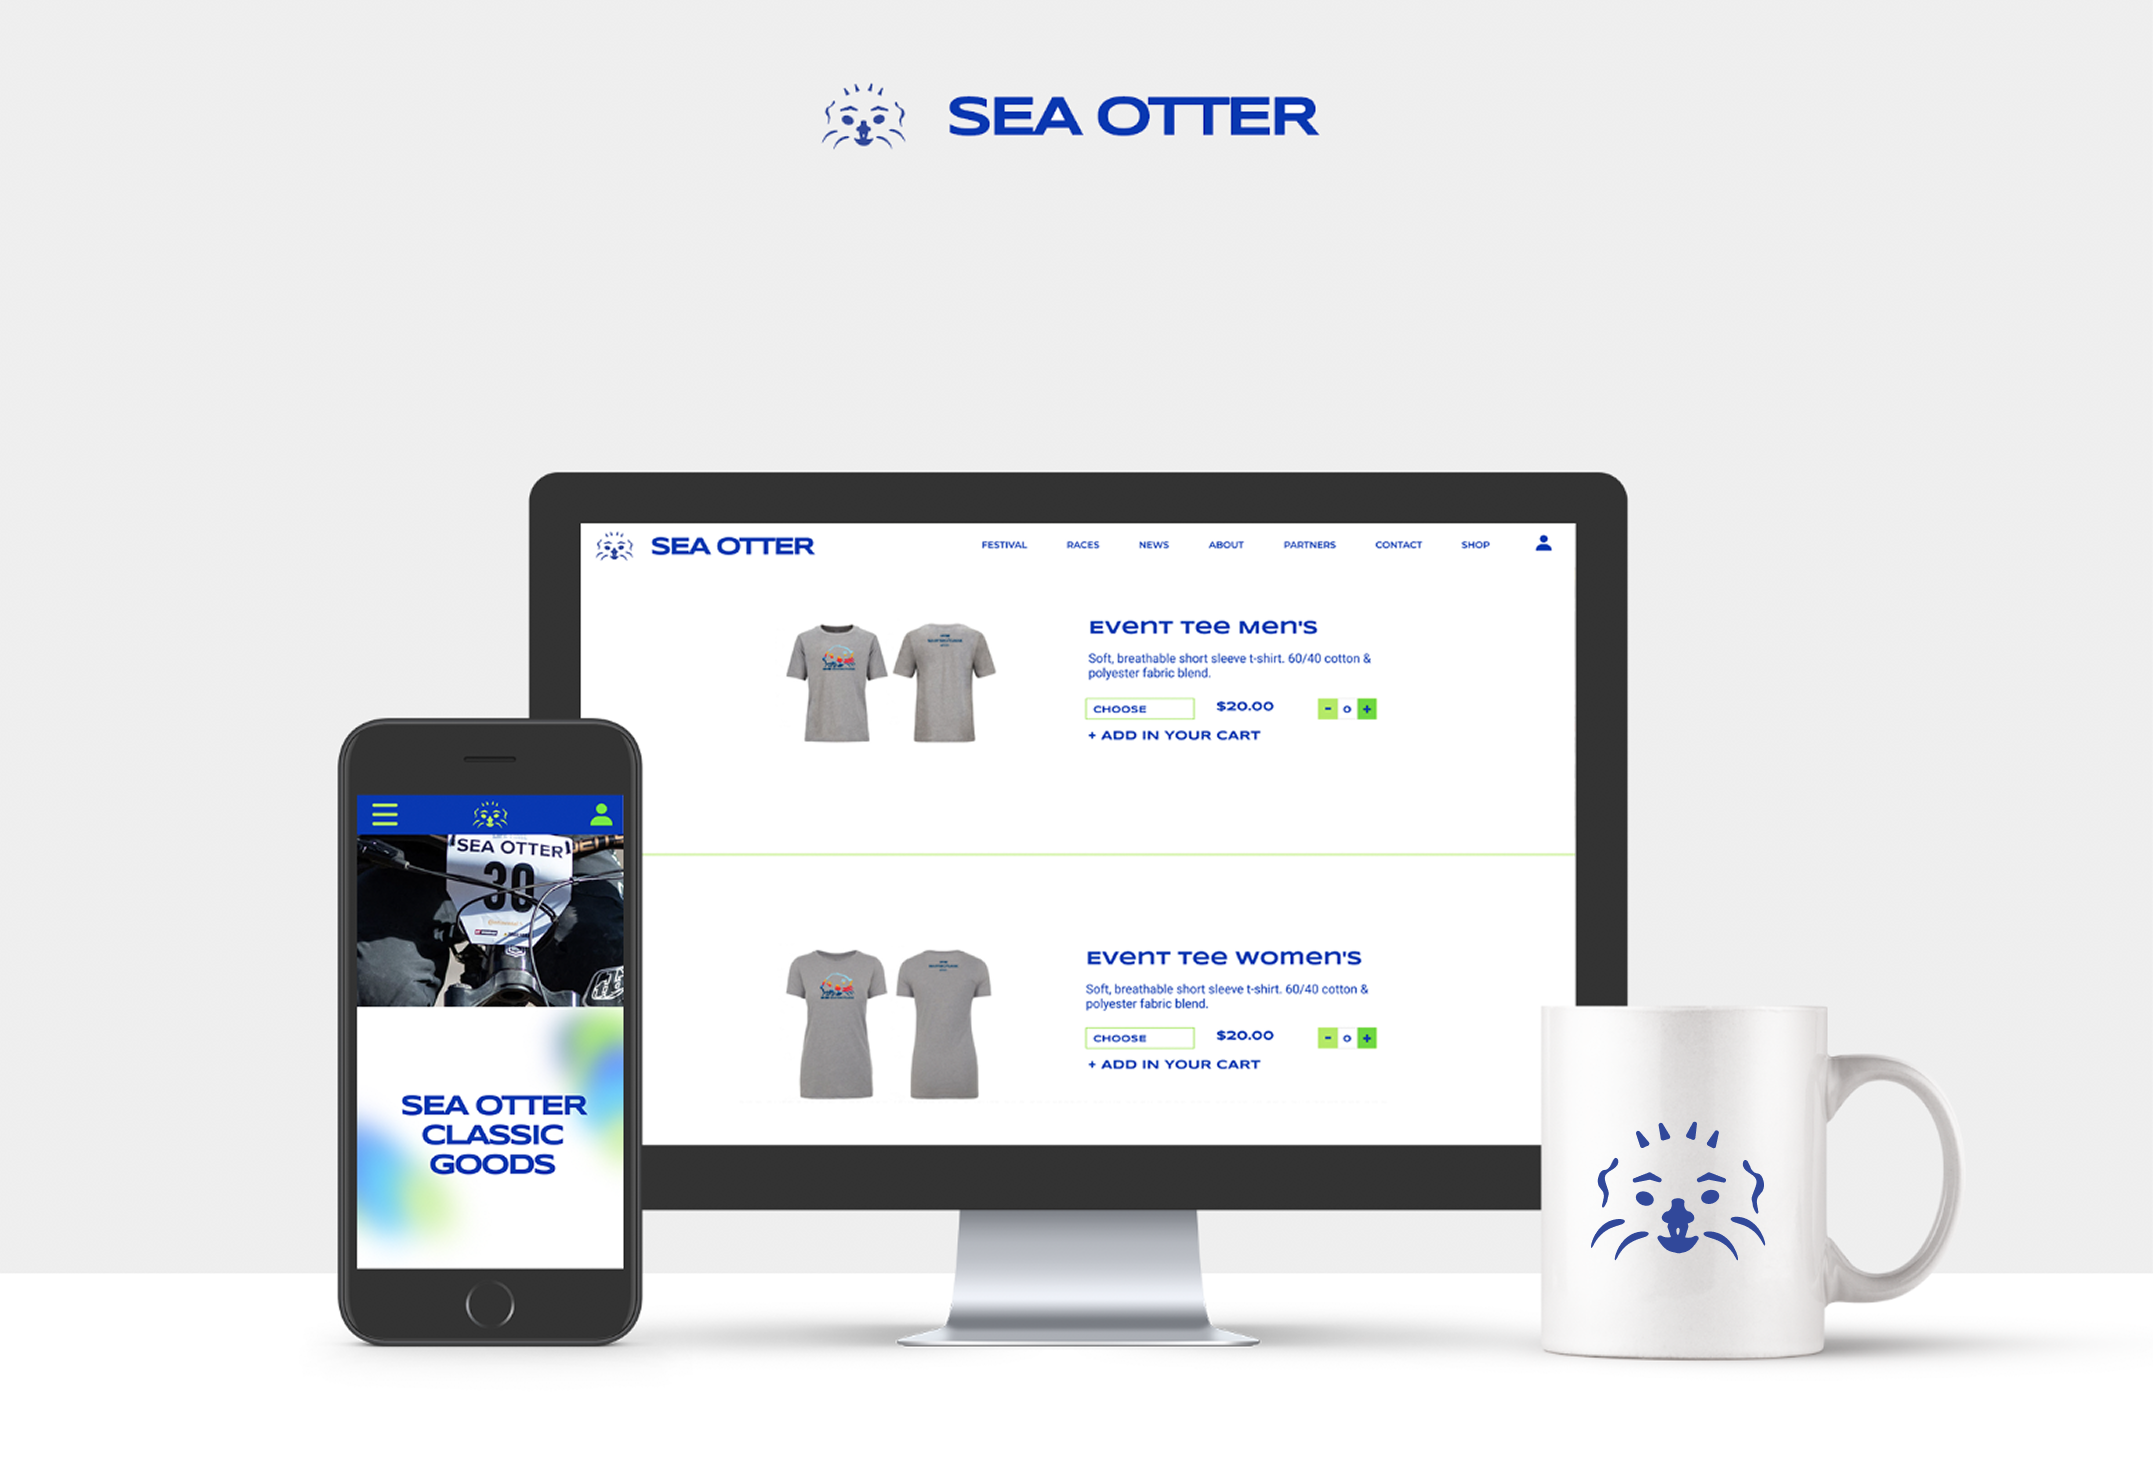 SEA OTTER
SEA OTTER
FESTIVAL RACES NEWS ABOUT PARTNERS CONTACT SHOP
Event Tee Men's
Soft, breathable short sleeve t-shirt. 60/40 cotton &
polyester fabric blend.
CHOOSE $20.00 - 0 +
+ ADD IN YOUR CART
Event Tee Women's
Soft, breathable short sleeve t-shirt. 60/40 cotton &
polyester fabric blend.
CHOOSE $20.00 - 0 +
+ ADD IN YOUR CART
SEA OTTER
30
SEA OTTER
CLASSIC
GOODS